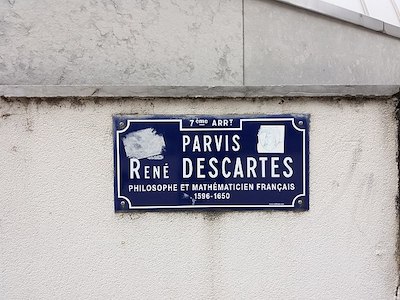 7ème ARRT
PARVIS
RENÉ DESCARTES
PHILOSOPHE ET MATHÉMATICIEN FRANÇAIS
1596-1650